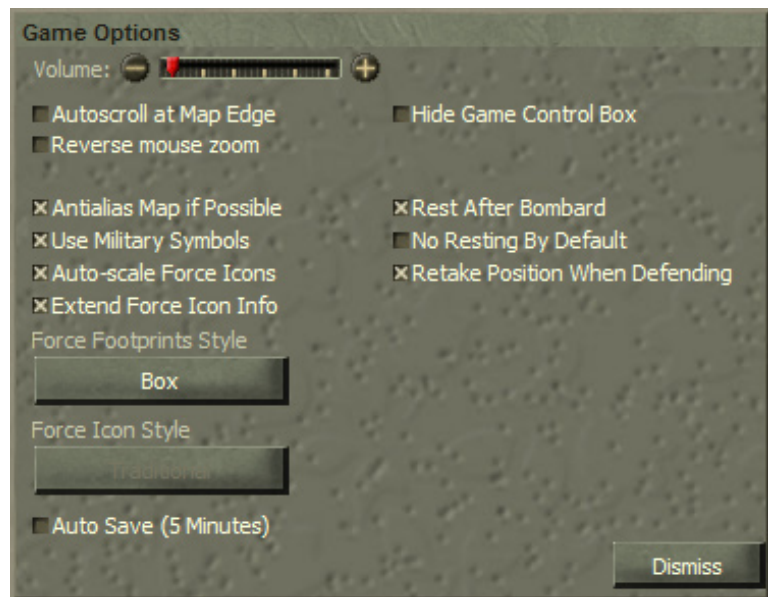 Game Options
Volume:
Autoscroll at Map Edge
Hide Game Control Box
Reverse mouse zoom
Antialias Map if Possible
Rest After Bombard
Use Military Symbols
No Resting By Default
Auto-scale Force Icons
Retake Position When Defending
Extend Force Icon Info
Force Footprints Style
Box
Force Icon Style
Traditional
Auto Save (5 Minutes)
Dismiss